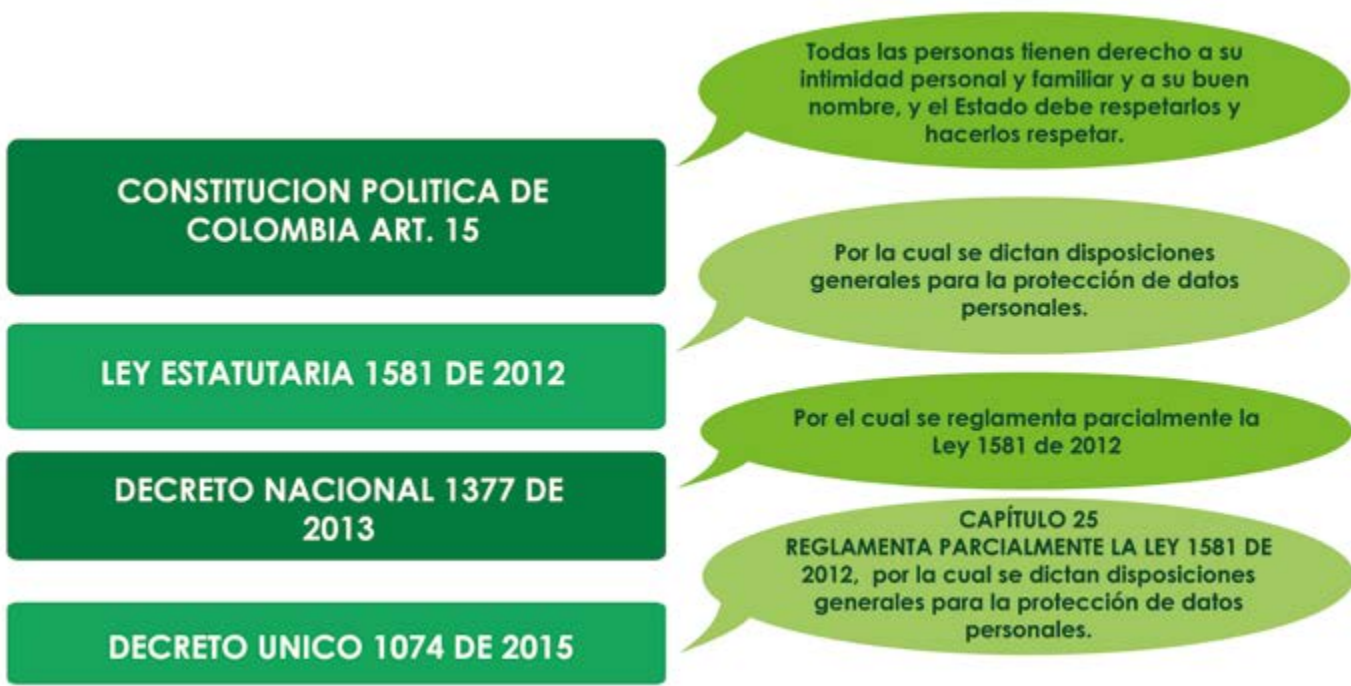 Todas las personas tienen derecho a su
intimidad personal y familiar y a su buen
nombre, y el Estado debe respetarlos y
hacerlos respetar.
CONSTITUCION POLITICA DE
COLOMBIA ART. 15
Por la cual se dictan disposiciones
generales para la protección de datos
personales.
LEY ESTATUTARIA 1581 DE 2012
Por el cual se reglamenta parcialmente la
Ley 1581 de 2012
DECRETO NACIONAL 1377 DE
2013
CAPÍTULO 25
REGLAMENTA PARCIALMENTE LA LEY 1581 DE
2012, por la cual se dictan disposiciones
generales para la protección de datos
personales.
DECRETO UNICO 1074 DE 2015